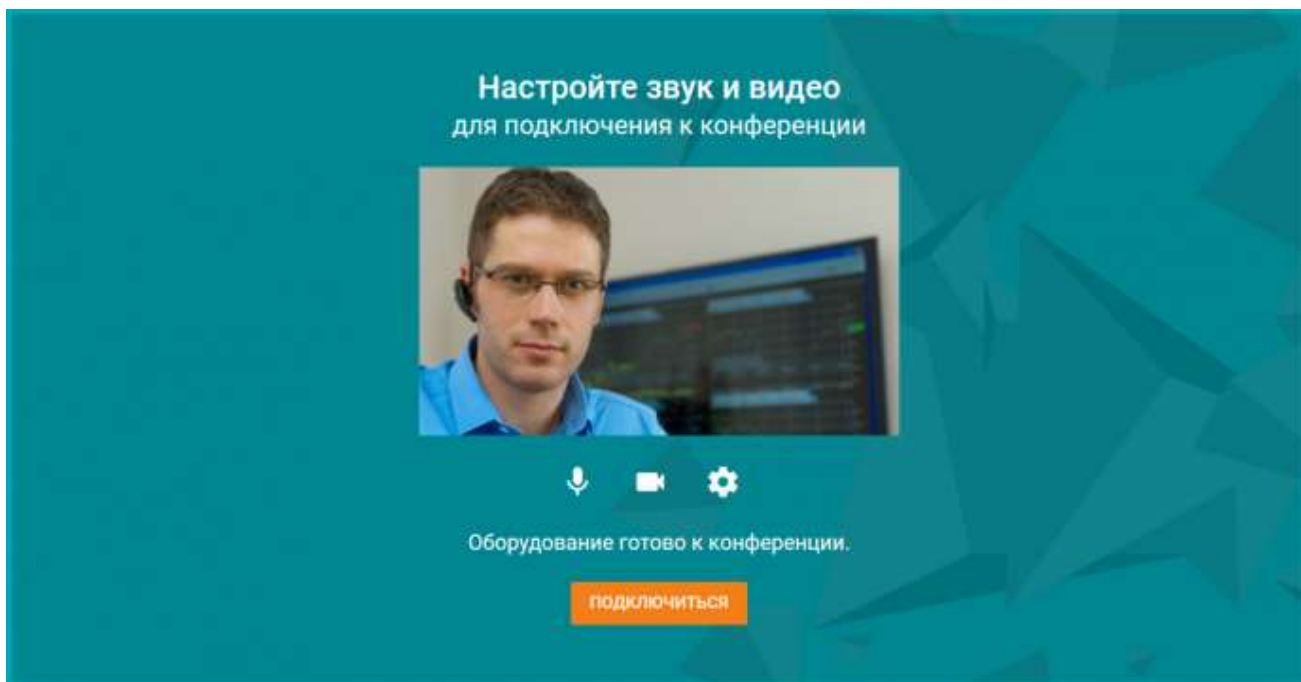 Настройте звук и видео
для подключения к конференции
Оборудование готово к конференции.
ПОДКЛЮЧИТЬСЯ